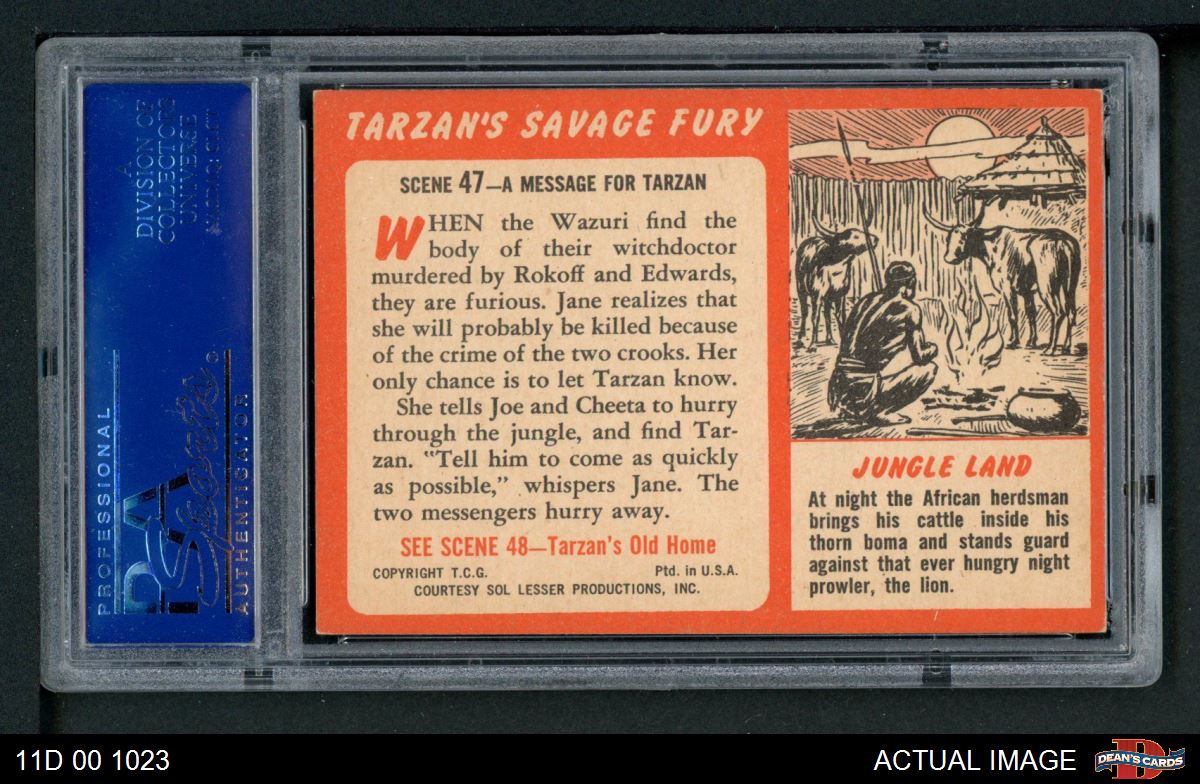 A
DIVISION OF
COLLECTORS
UNIVERSE
PROFESSIONAL
PSA
Sports
AUTHENTICATOR
TARZAN'S SAVAGE FURY
SCENE 47—A MESSAGE FOR TARZAN
WHEN the Wazuri find the
body of their witchdoctor
murdered by Rokoff and Edwards,
they are furious. Jane realizes that
she will probably be killed because
of the crime of the two crooks. Her
only chance is to let Tarzan know.
She tells Joe and Cheeta to hurry
through the jungle, and find Tar-
zan. "Tell him to come as quickly
as possible," whispers Jane. The
two messengers hurry away.
SEE SCENE 48—Tarzan's Old Home
COPYRIGHT T.C.G. Ptd. in U.S.A.
COURTESY SOL LESSER PRODUCTIONS, INC.
JUNGLE LAND
At night the African herdsman
brings his cattle inside his
thorn boma and stands guard
against that ever hungry night
prowler, the lion.
11D 00 1023
ACTUAL IMAGE
DEAN'S CARDS